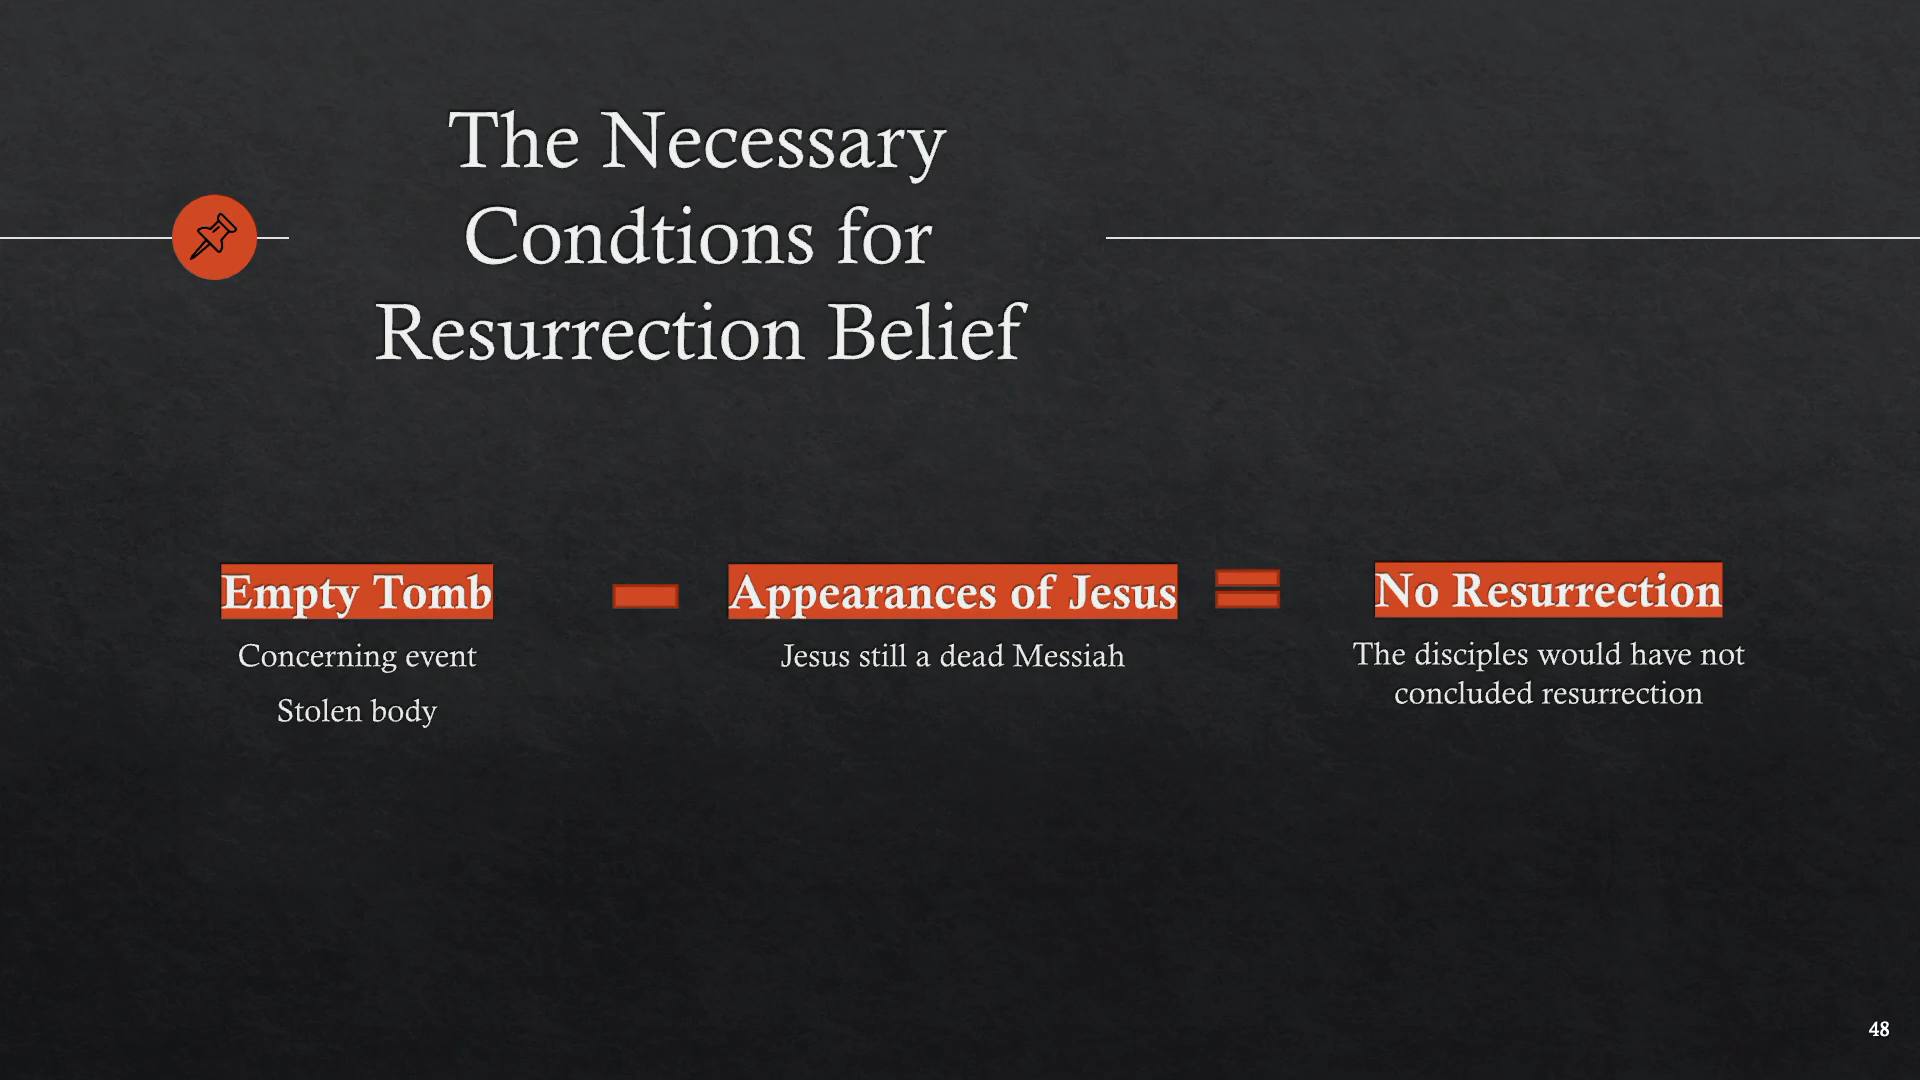 The Necessary
Condtions for
Resurrection Belief
Empty Tomb
Concerning event
Stolen body
Appearances of Jesus
Jesus still a dead Messiah
No Resurrection
The disciples would have not
concluded resurrection
48